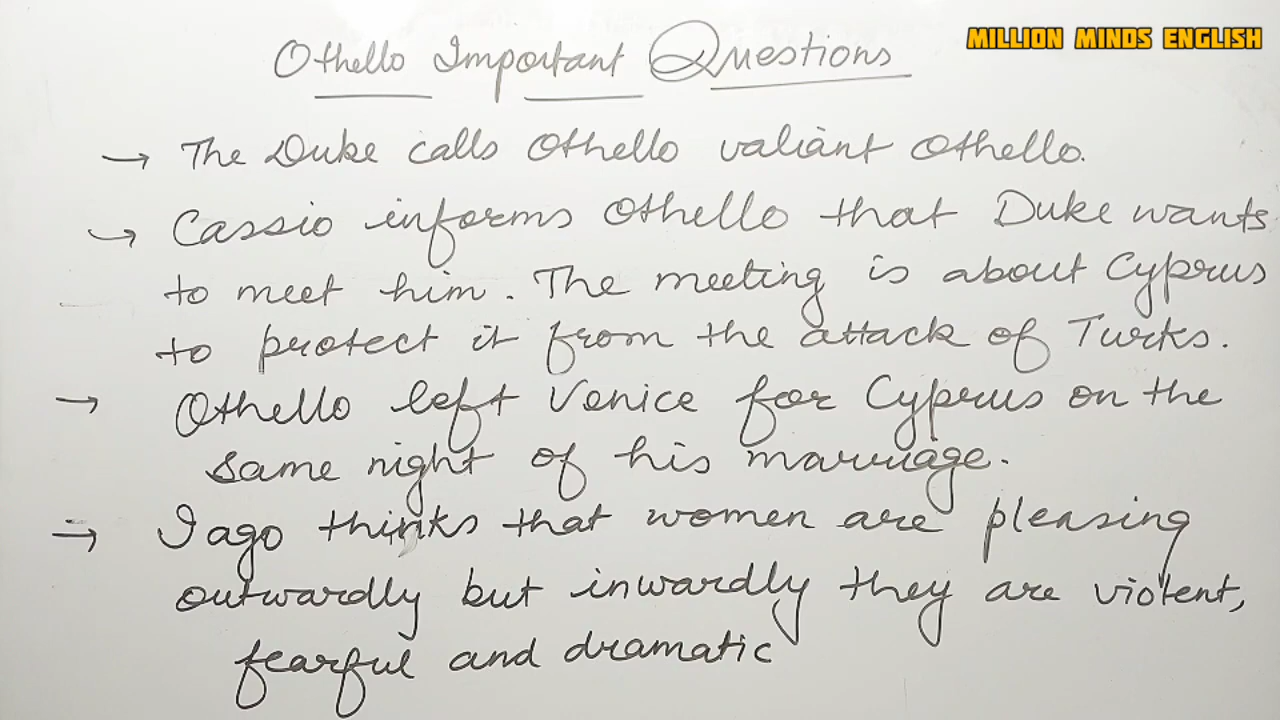 MILLION MINDS ENGLISH
Othello Important Questions
→ The Duke calls Othello valiant Othello.
→ Cassio informs Othello that Duke wants
to meet him. The meeting is about Cyprus
to protect it from the attack of Turks.
→ Othello left Venice for Cyprus on the
same night of his marriage.
→ Iago thinks that women are pleasing
outwardly but inwardly they are violent,
fearful and dramatic